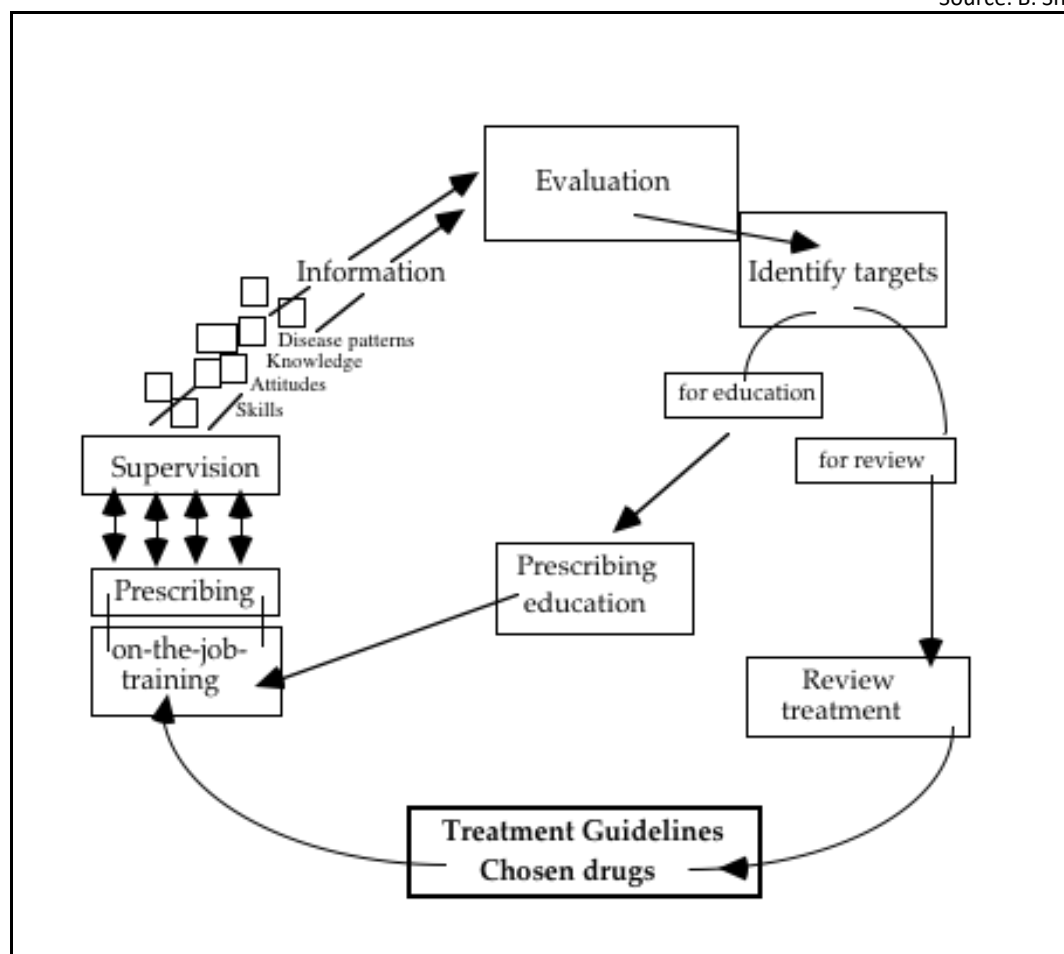 Source: B.
Evaluation
Identify targets
Information
Disease patterns
Knowledge
Attitudes
Skills
for education
for review
Supervision
Prescribing
on-the-job-
training
Prescribing
education
Review
treatment
Treatment Guidelines
Chosen drugs